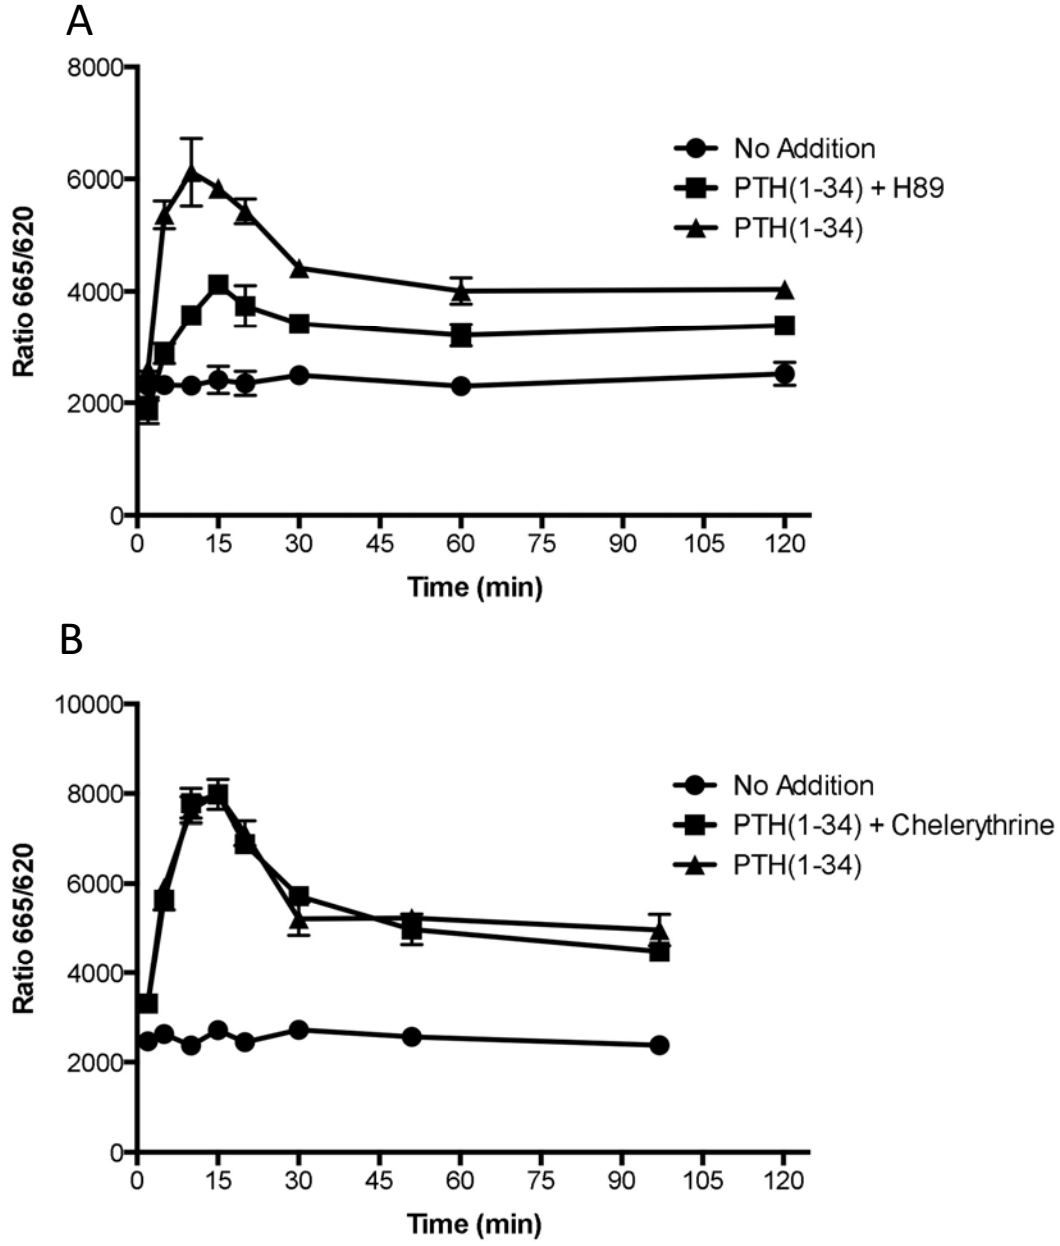 A
8000
6000
4000
2000
0
Ratio 665/620
No Addition
PTH(1-34) + H89
PTH(1-34)
0 15 30 45 60 75 90 105 120
Time (min)
B
10000
8000
6000
4000
2000
0
Ratio 665/620
No Addition
PTH(1-34) + Chelerythrine
PTH(1-34)
0 15 30 45 60 75 90 105 120
Time (min)